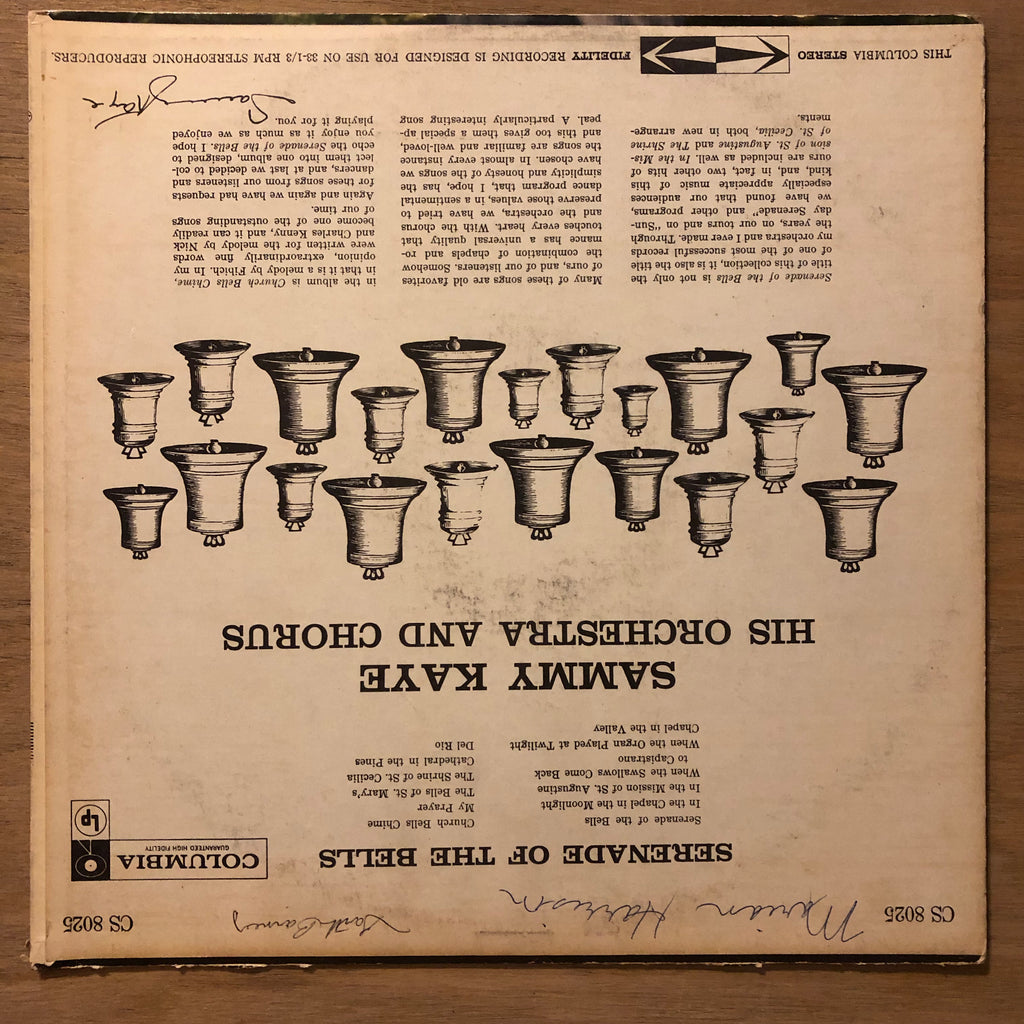 CS 8025
Marian Harrison
CS 8025
SERENADE OF THE BELLS
COLUMBIA
GUARANTEED HIGH FIDELITY
Lp
Serenade of the Bells
In the Chapel in the Moonlight
In the Mission of St. Augustine
When the Swallows Come Back
to Capistrano
When the Organ Played at Twilight
Chapel in the Valley
Church Bells Chime
My Prayer
The Bells of St. Mary's
The Shrine of St. Cecilia
Cathedral in the Pines
Del Rio
SAMMY KAYE
HIS ORCHESTRA AND CHORUS
Serenade of the Bells is not only the
title of this collection, it is also the title
of one of the most successful records
my orchestra and I ever made. Through
the years, on our tours and on "Sun-
day Serenade" and other programs,
we have found that our audiences
especially appreciate music of this
kind, and, in fact, two other hits of
ours are included as well. In the Mis-
sion of St. Augustine and The Shrine
of St. Cecilia, both in new arrange-
ments.
Many of these songs are old favorites
of ours, and of our listeners. Somehow
the combination of chapels and ro-
mance has a universal quality that
touches every heart. With the chorus
and the orchestra, we have tried to
preserve those values, in a sentimental
dance program, that, I hope, has the
simplicity and honesty of the songs we
have chosen. In almost every instance
the songs are familiar and well-loved,
and this too gives them a special ap-
peal. A particularly interesting song
in the album is Church Bells Chime,
in that it is a melody by Fibich. In my
opinion, extraordinarily fine words
were written for the melody by Nick
and Charles Kenny, and it can readily
become one of the outstanding songs
of our time.
Again and again we have had requests
for these songs from our listeners and
dancers, and at last we decided to col-
lect them into one album, designed to
echo the Serenade of the Bells. I hope
you enjoy it as much as we enjoyed
playing it for you.
Sammy Kaye
THIS COLUMBIA STEREO FIDELITY RECORDING IS DESIGNED FOR USE ON 33-1/3 RPM STEREOPHONIC REPRODUCERS.